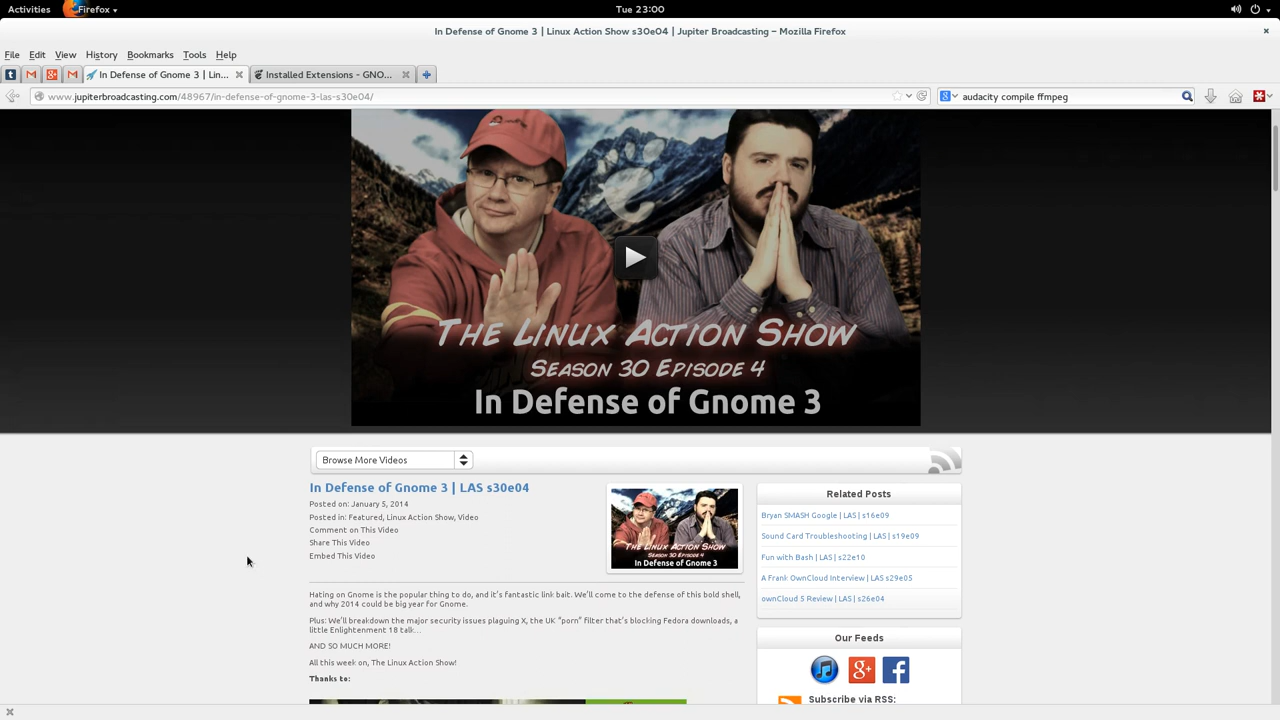 Activities Firefox Tue 23:00
In Defense of Gnome 3 | Linux Action Show s30e04 | Jupiter Broadcasting – Mozilla Firefox
File Edit View History Bookmarks Tools Help
In Defense of Gnome 3 | Lin... Installed Extensions - GNO...
www.jupiterbroadcasting.com/48967/in-defense-of-gnome-3-las-s30e04/ audacity compile ffmpeg
The Linux Action Show
Season 30 Episode 4
In Defense of Gnome 3
Browse More Videos
In Defense of Gnome 3 | LAS s30e04
Posted on: January 5, 2014
Posted in: Featured, Linux Action Show, Video
Comment on This Video
Share This Video
Embed This Video
The Linux Action Show
Season 30 Episode 4
In Defense of Gnome 3
Hating on Gnome is the popular thing to do, and it's fantastic link bait. We'll come to the defense of this bold shell,
and why 2014 could be big year for Gnome.
Plus: We'll breakdown the major security issues plaguing X, the UK "porn" filter that's blocking Fedora downloads, a
little Enlightenment 18 talk...
AND SO MUCH MORE!
All this week on, The Linux Action Show!
Thanks to:
Related Posts
Bryan SMASH Google | LAS | s16e09
Sound Card Troubleshooting | LAS | s19e09
Fun with Bash | LAS | s22e10
A Frank OwnCloud Interview | LAS s29e05
ownCloud 5 Review | LAS | s26e04
Our Feeds
Subscribe via RSS: